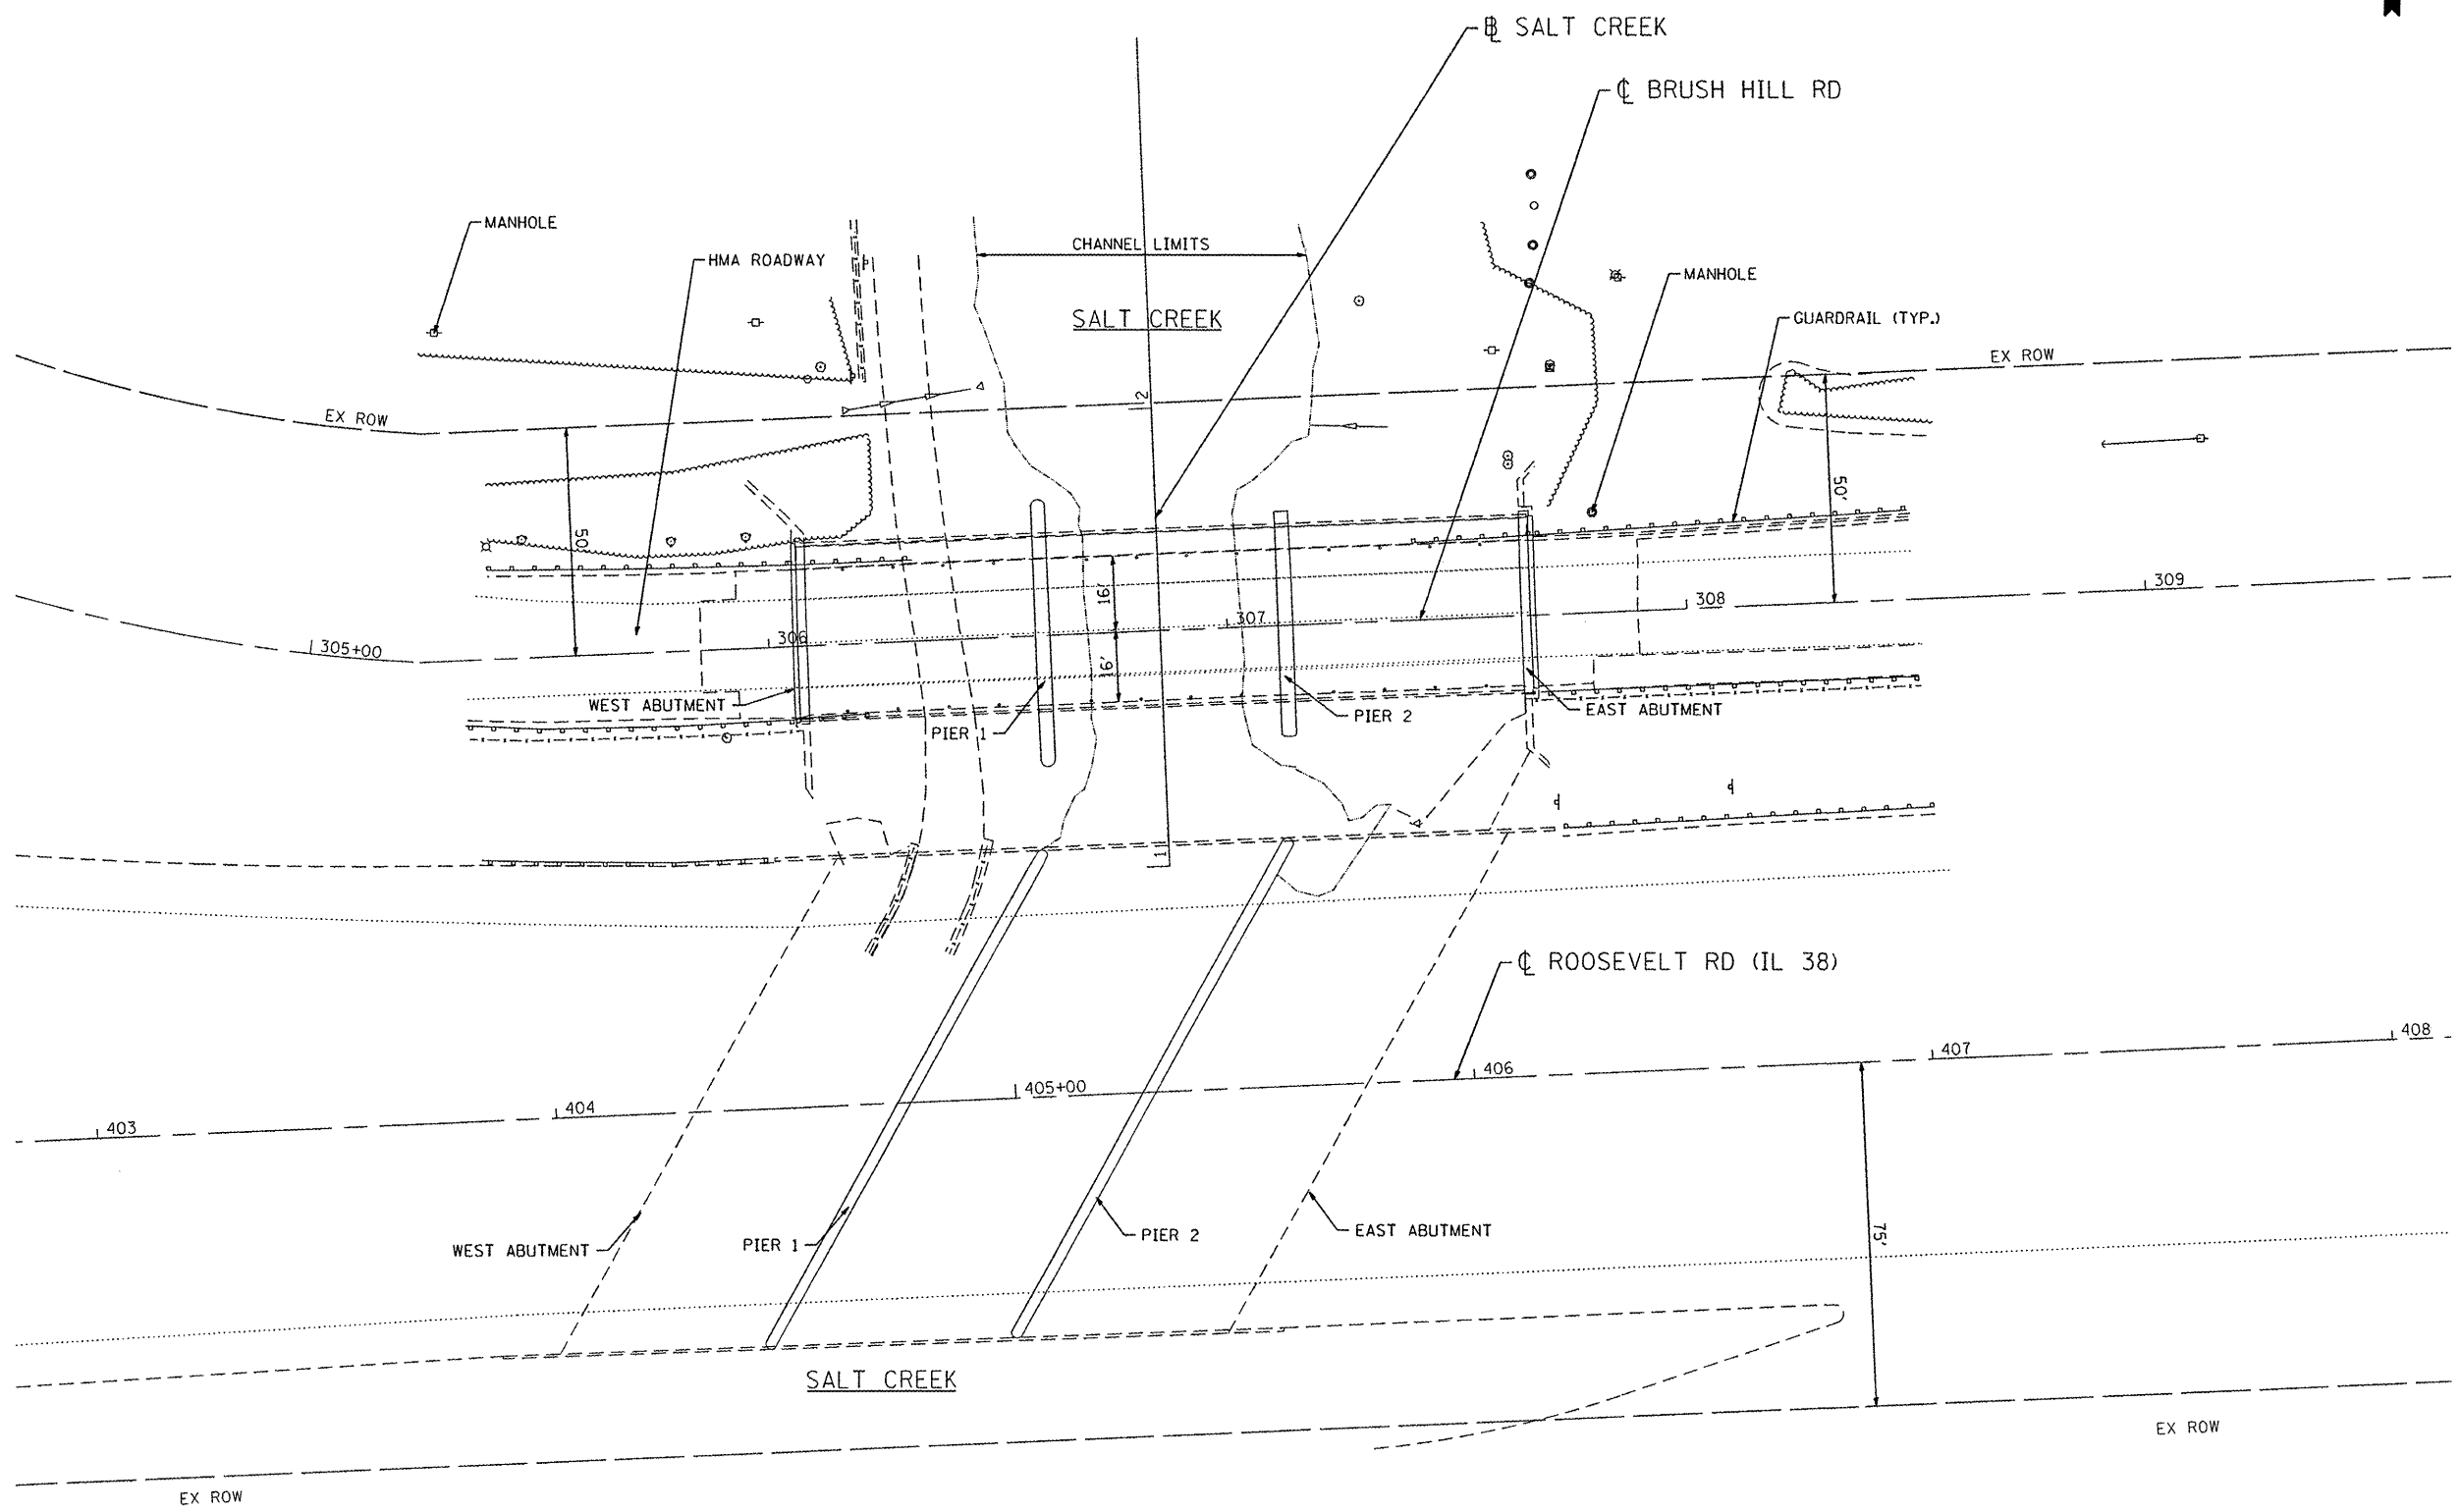 ℄ SALT CREEK
℄ BRUSH HILL RD
MANHOLE
CHANNEL LIMITS
HMA ROADWAY
MANHOLE
SALT CREEK
GUARDRAIL (TYP.)
EX ROW
2
EX ROW
50'
50'
309
16'
308
307
306
305+00
16'
WEST ABUTMENT
PIER 1
PIER 2
EAST ABUTMENT
1
℄ ROOSEVELT RD (IL 38)
408
407
406
405+00
404
403
75'
WEST ABUTMENT
PIER 1
PIER 2
EAST ABUTMENT
SALT CREEK
EX ROW
EX ROW